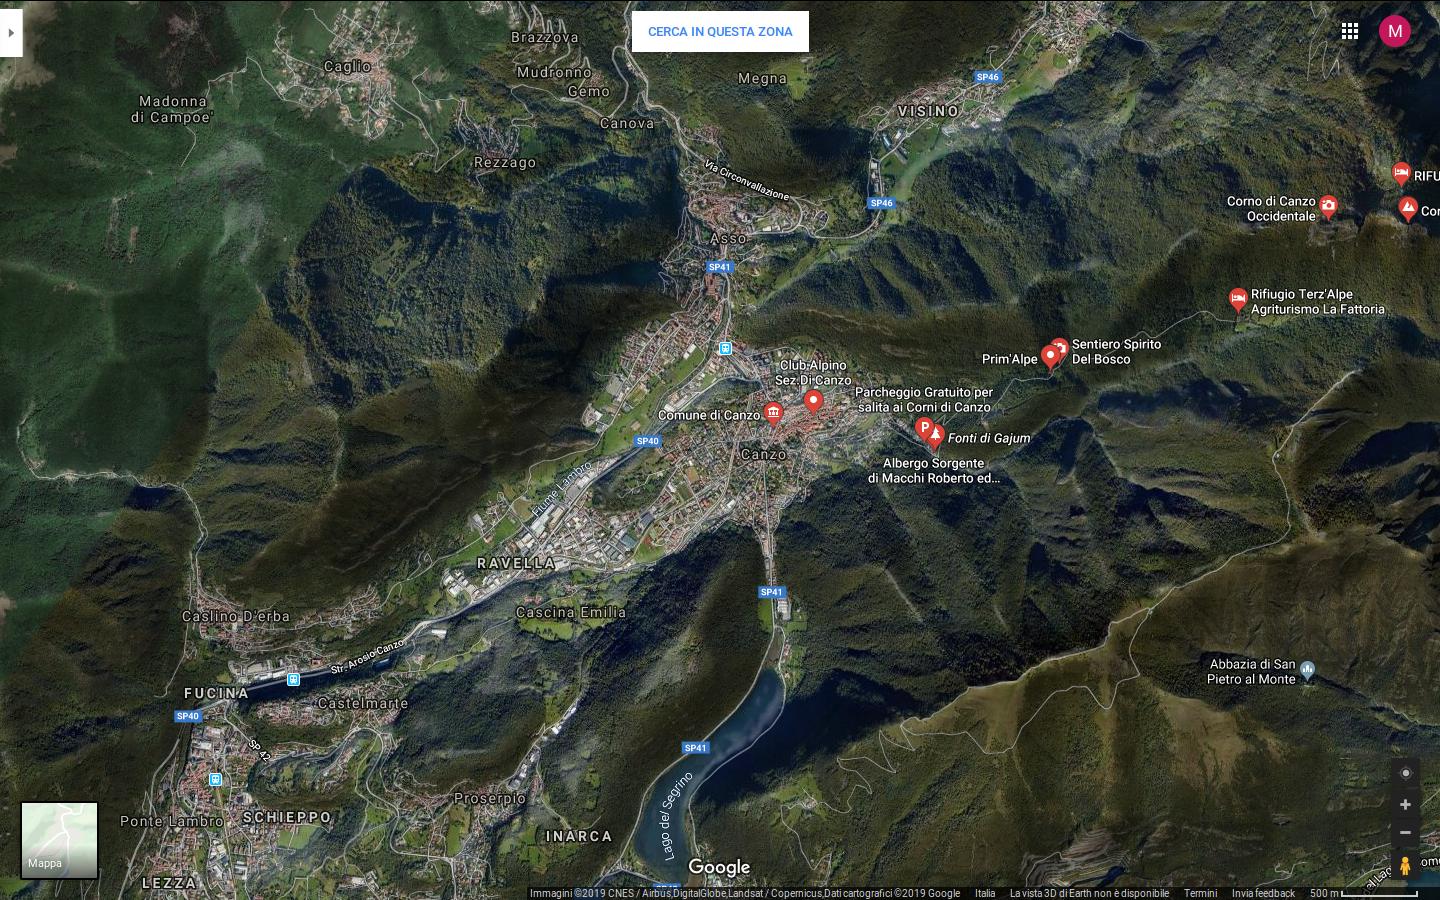 CERCA IN QUESTA ZONA
M
Brazzova
Caglio
Mudronno
Gemo
Megna
SP46
Madonna
di Campoe'
Canova
VISINO
Rezzago
Via Circonvallazione
RIFU
SP46
Corno di Canzo
Occidentale
Cor
Asso
SP41
Rifugio Terz'Alpe
Agriturismo La Fattoria
Sentiero Spirito
Del Bosco
Prim'Alpe
Club Alpino
Sez.Di Canzo
Parcheggio Gratuito per
salita ai Corni di Canzo
Comune di Canzo
P
Fonti di Gajum
SP40
Canzo
Albergo Sorgente
di Macchi Roberto ed...
Fiume Lambro
RAVELLA
SP41
Caslino D'erba
Cascina Emilia
Str. Arosio Canzo
Abbazia di San
Pietro al Monte
FUCINA
Castelmarte
SP40
SP 42
SP41
Lago del Segrino
Proserpio
Ponte Lambro
SCHIEPPO
INARCA
Mappa
LEZZA
Google
Immagini ©2019 CNES / Airbus,DigitalGlobe,Landsat / Copernicus,Dati cartografici ©2019 Google
Italia
La vista 3D di Earth non è disponibile
Termini
Invia feedback
500 m